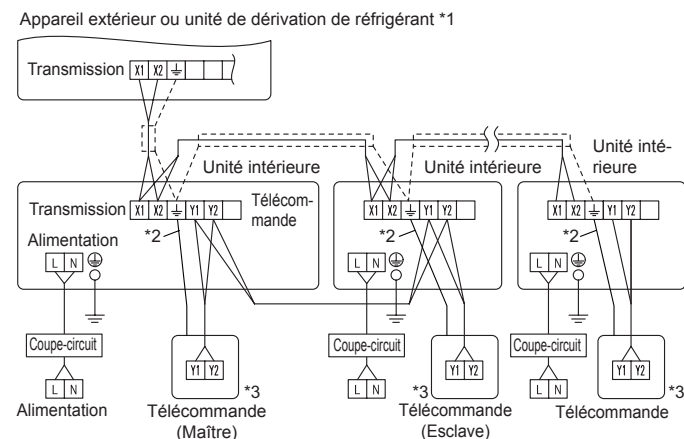 Appareil extérieur ou unité de dérivation de réfrigérant *1
Transmission X1 X2
Unité intérieure
Unité intérieure
Unité inté-
rieure
Transmission X1 X2 Y1 Y2
Télécom-
mande
X1 X2 Y1 Y2
X1 X2 Y1 Y2
*2
*2
*2
Alimentation
L N
L N
L N
Coupe-circuit
Coupe-circuit
Coupe-circuit
Y1 Y2
Y1 Y2
Y1 Y2
L N
*3
L N
*3
L N
*3
Alimentation
Télécommande
(Maître)
Télécommande
(Esclave)
Télécommande